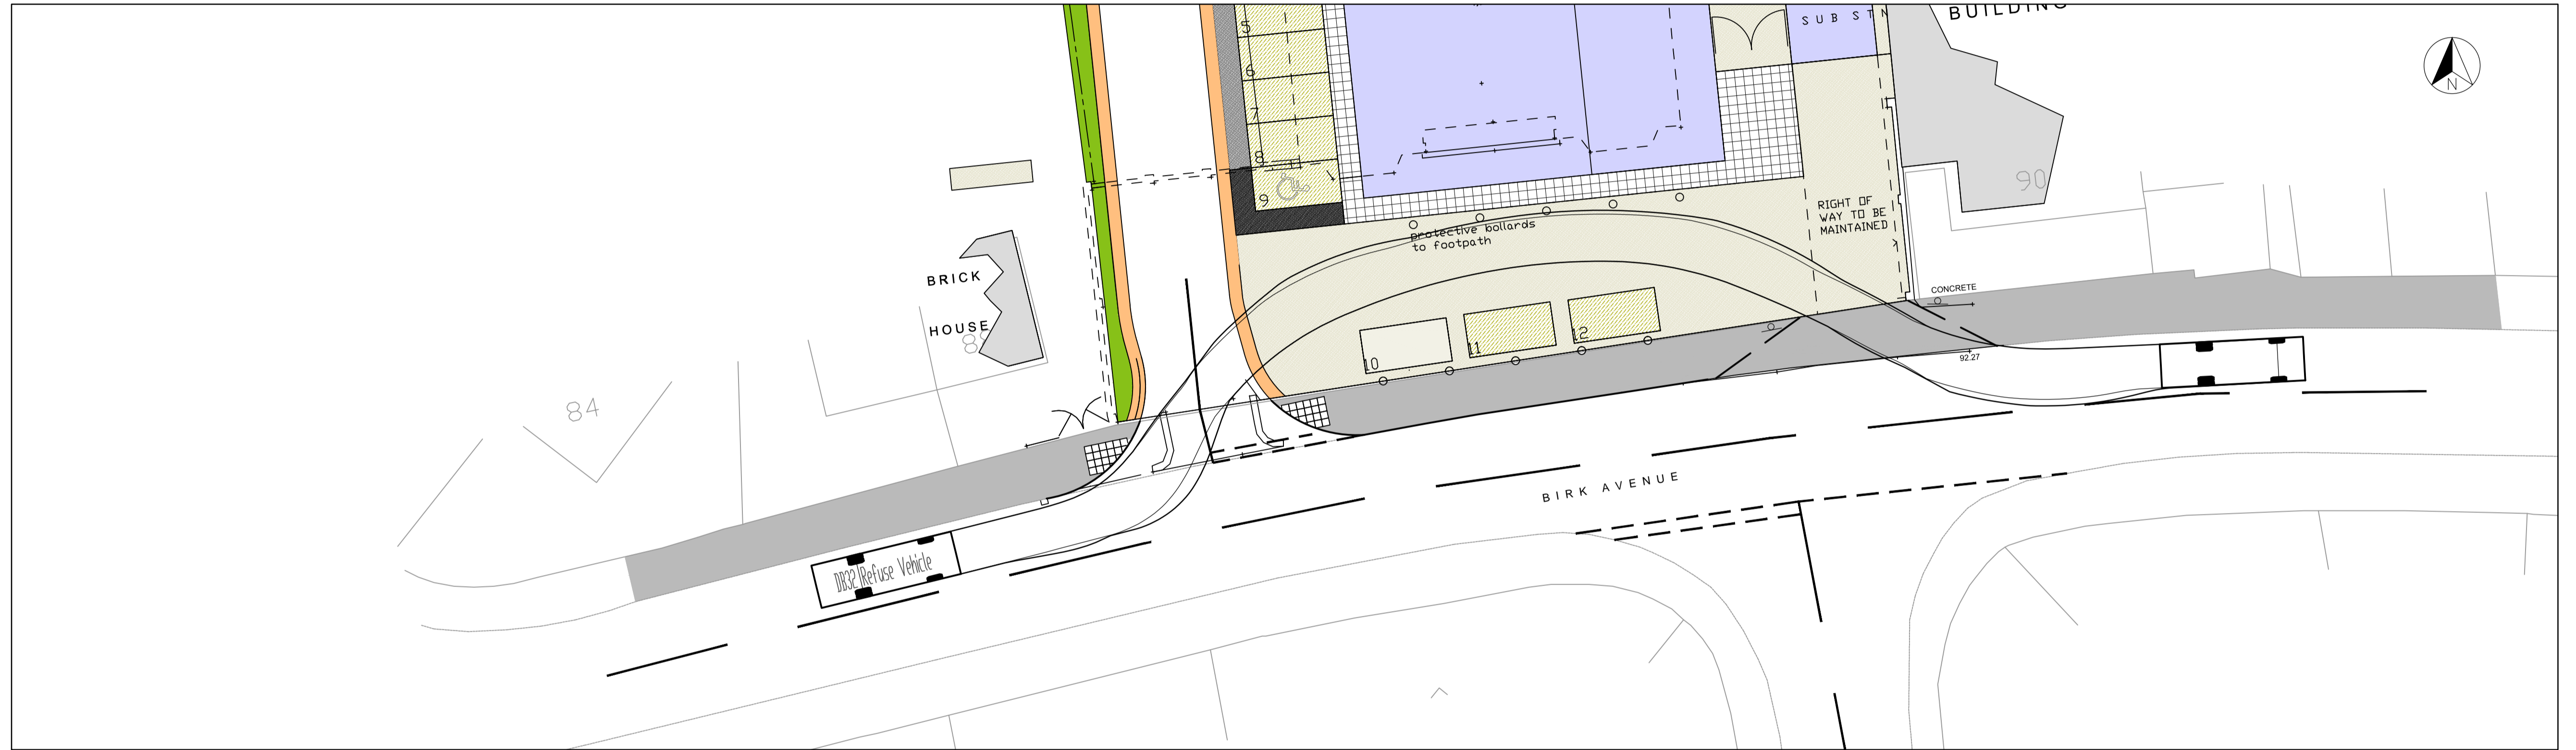 5
6
7
8
9
SUB STN
BUILDING
N
90
RIGHT OF
WAY TO BE
MAINTAINED
protective bollards
to footpath
BRICK
HOUSE
84
CONCRETE
92.27
10
11
12
BIRK AVENUE
DB32 Refuse Vehicle